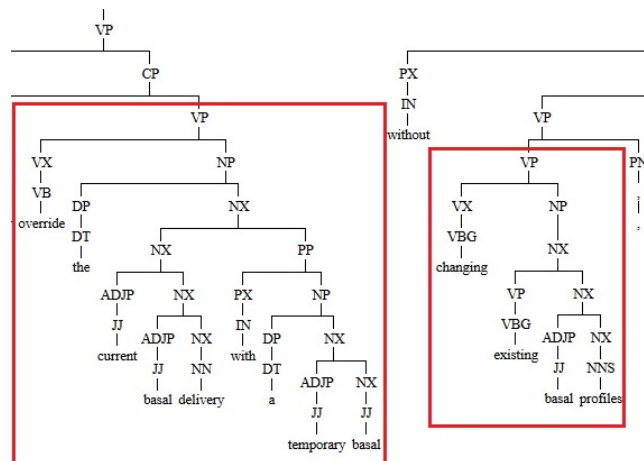 VP
CP PX
IN
VP VP
without
VX NP VP PN
VB ,
DP NX VX NP
override ,
DT VBG
NX PP NX
the changing
ADJP NX PX NP VP NX
JJ IN VBG
ADJP NX DP NX ADJP NX
current with existing
JJ NN DT JJ NNS
ADJP NX
basal delivery a basal profiles
JJ JJ
temporary basal